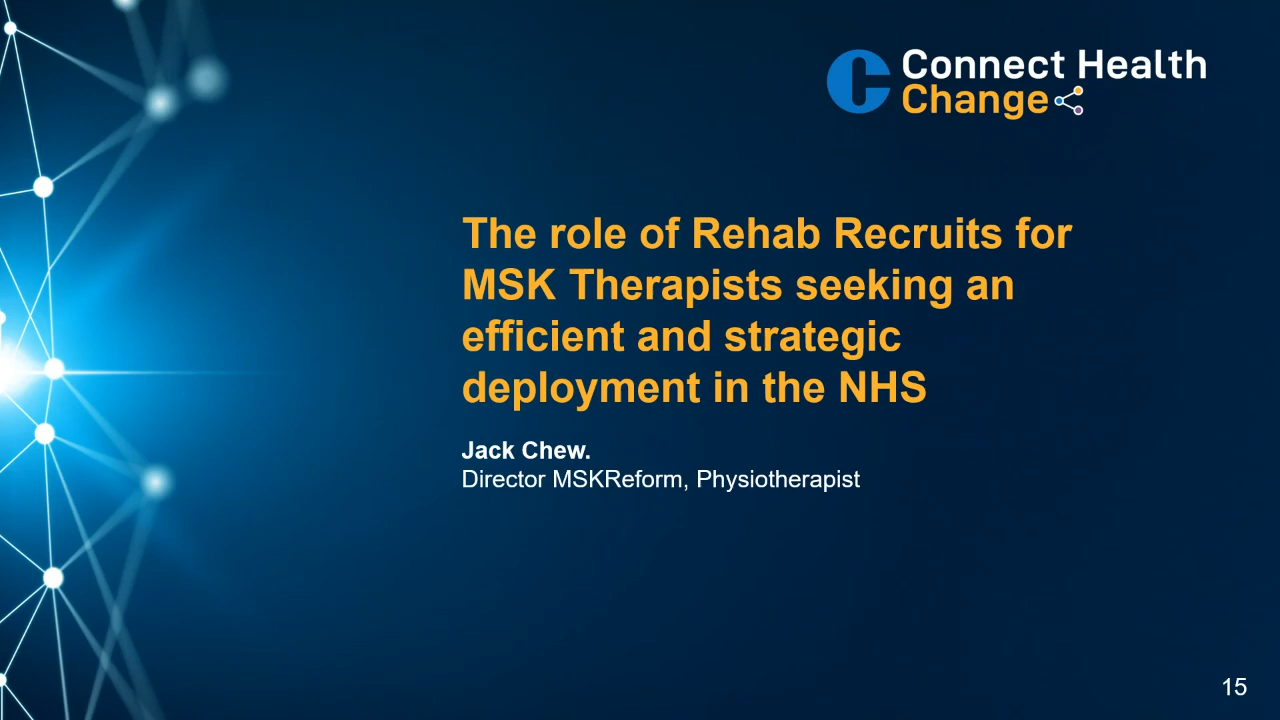 Connect Health
Change
The role of Rehab Recruits for
MSK Therapists seeking an
efficient and strategic
deployment in the NHS
Jack Chew.
Director MSKReform, Physiotherapist
15